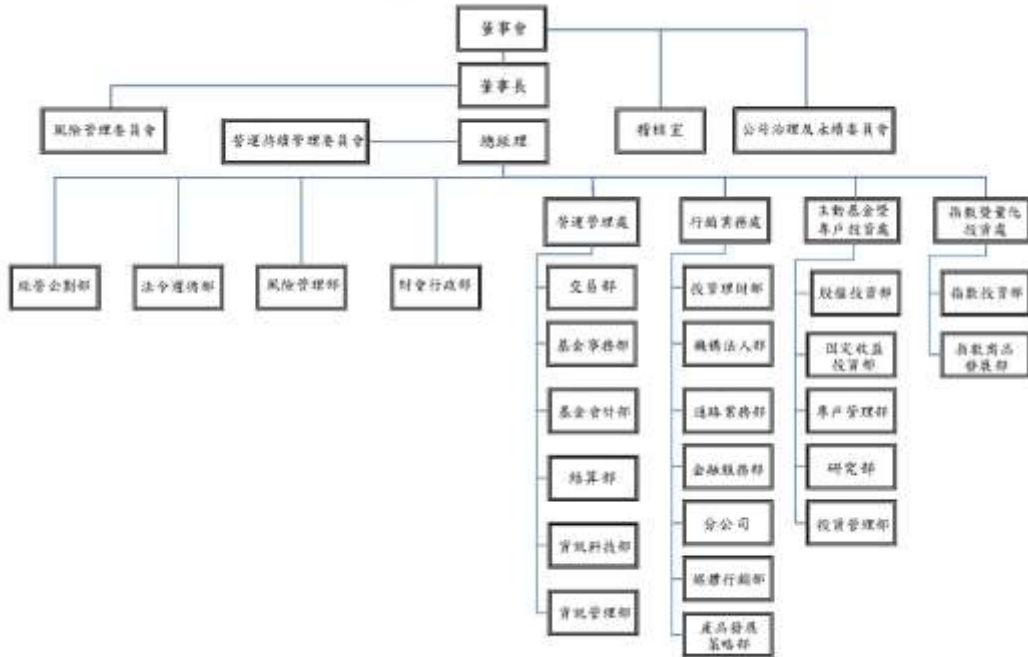 董事會
董事長
風險管理委員會
稽核室
公司治理及永續委員會
營運持續管理委員會
總經理
營運管理處
行銷業務處
主動基金暨
專戶投資處
指數暨量化
投資處
經營企劃部
法令遵循部
風險管理部
財會行政部
交易部
投資理財部
股權投資部
指數投資部
基金事務部
機構法人部
固定收益
投資部
指數商品
發展部
基金會計部
通路業務部
專戶管理部
結算部
金融服務部
研究部
資訊科技部
分公司
投資管理部
資訊管理部
媒體行銷部
產品發展
策略部